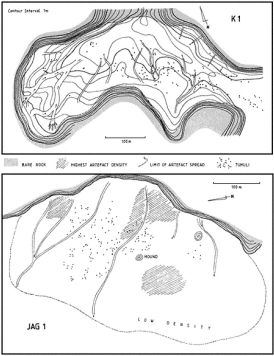 Contour Interval 1m
K1
N
100 m
BARE ROCK
HIGHEST ARTEFACT DENSITY
LIMIT OF ARTEFACT SPREAD
TUMULI
100 m
N
MOUND
JAG 1
LOW DENSITY